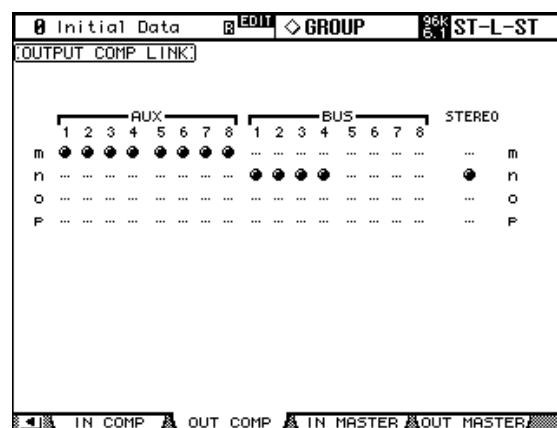 0 Initial Data R EDIT ◇ GROUP 96k 6.1 ST-L-ST
OUTPUT COMP LINK
AUX BUS STEREO
1 2 3 4 5 6 7 8 1 2 3 4 5 6 7 8
m m
n n
o o
p p
IN COMP OUT COMP IN MASTER OUT MASTER